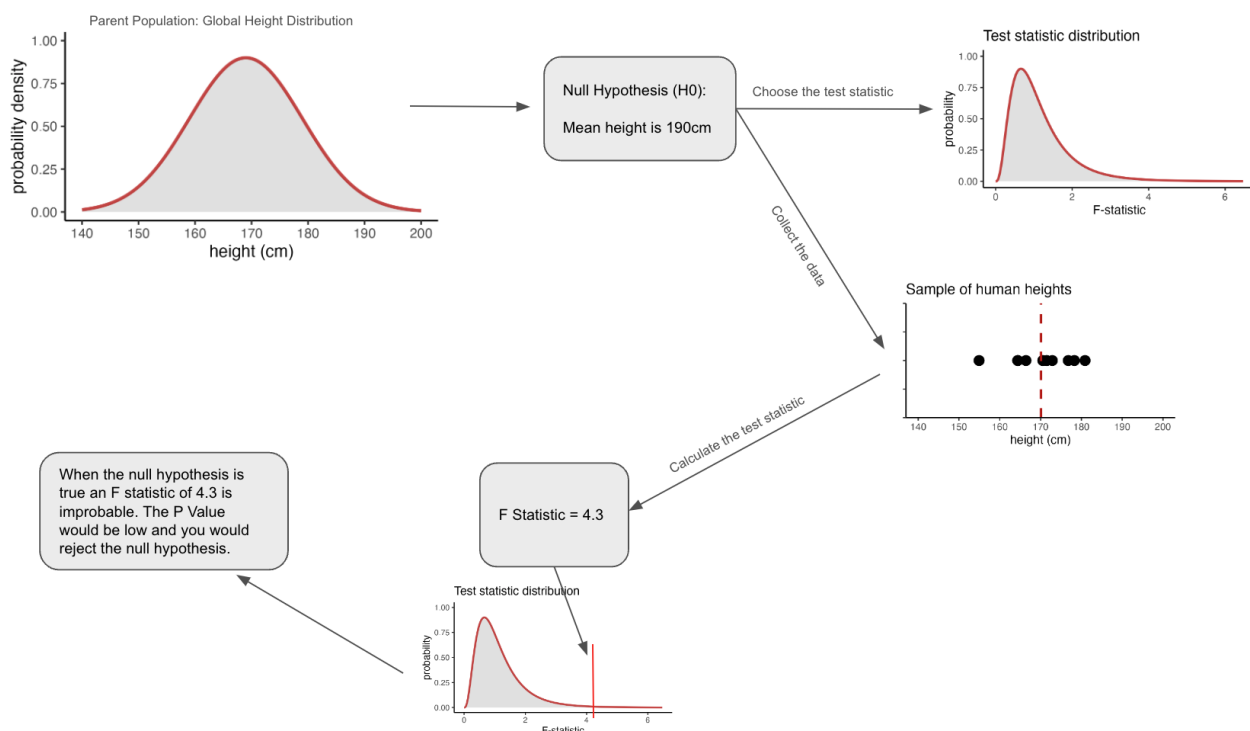 Parent Population: Global Height Distribution
1.00
0.75
0.50
0.25
0.00
probability density
140 150 160 170 180 190 200
height (cm)
Null Hypothesis (H0):
Mean height is 190cm
Choose the test statistic
Test statistic distribution
1.00
0.75
0.50
0.25
0.00
probability
0 2 4 6
F-statistic
Collect the data
Sample of human heights
140 150 160 170 180 190 200
height (cm)
Calculate the test statistic
F Statistic = 4.3
When the null hypothesis is
true an F statistic of 4.3 is
improbable. The P Value
would be low and you would
reject the null hypothesis.
Test statistic distribution
1.00
0.75
0.50
0.25
0.00
probability
0 2 4 6
F-statistic